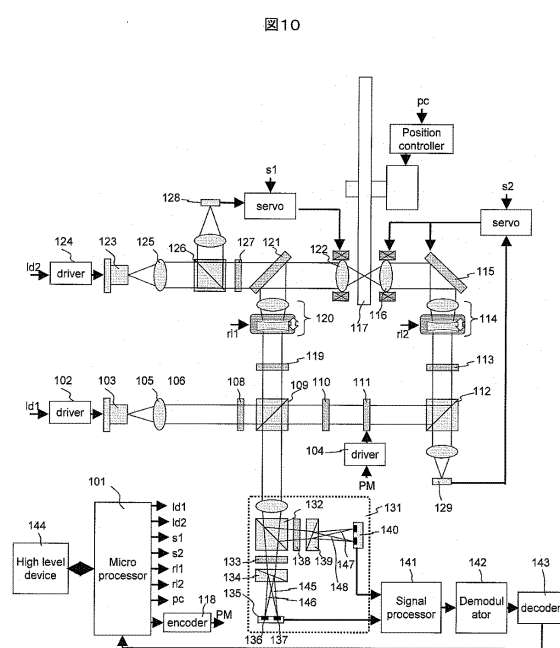 図10
pc
Position
controller
s1
s2
128
servo
servo
124
123
125
126
127
121
122
115
ld2
driver
116
117
120
114
rl1
rl2
119
113
102
103
105
106
108
109
110
111
112
ld1
driver
104
driver
129
PM
101
131
132
140
ld1
144
ld2
133
138
139
147
s1
148
141
142
143
High level
device
Micro
processor
s2
134
145
rl1
135
146
Signal
processor
Demodul
ator
decoder
rl2
pc
118
PM
encoder
136
137